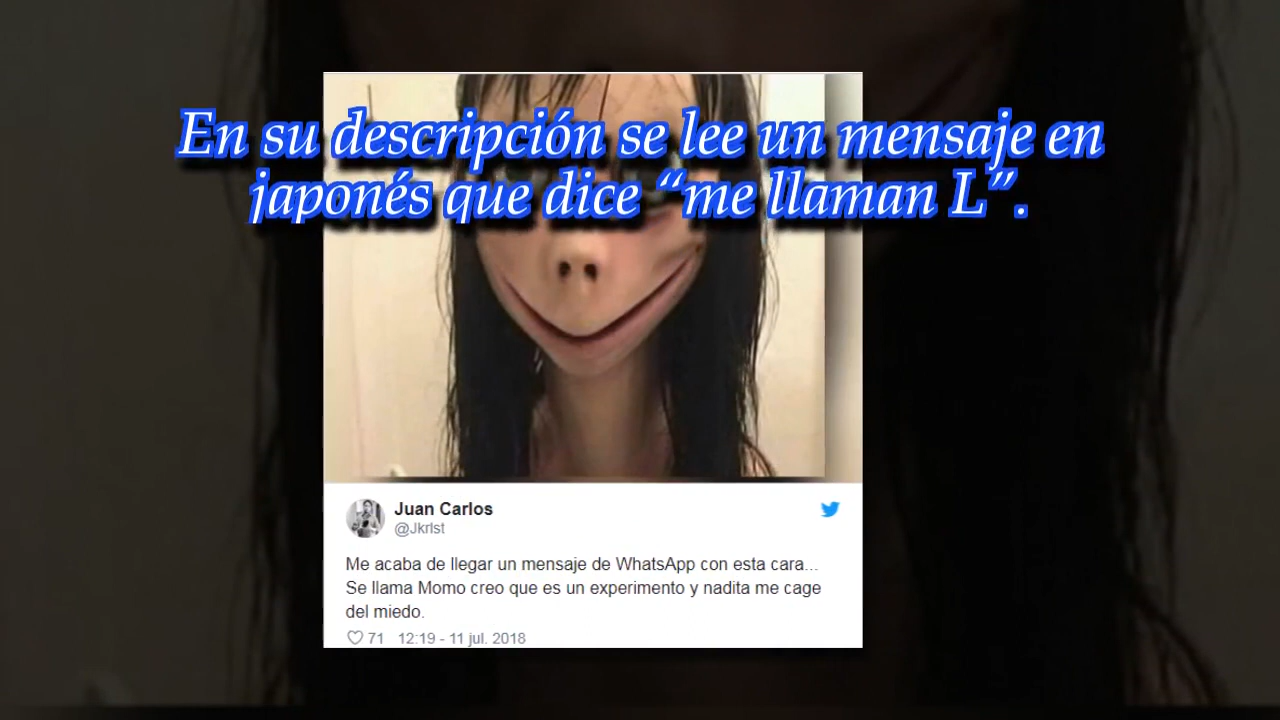 En su descripción se lee un mensaje en
japonés que dice “me llaman L”.
Juan Carlos
@Jkrlst
Me acaba de llegar un mensaje de WhatsApp con esta cara...
Se llama Momo creo que es un experimento y nadita me cage
del miedo.
71 12:19 - 11 jul. 2018